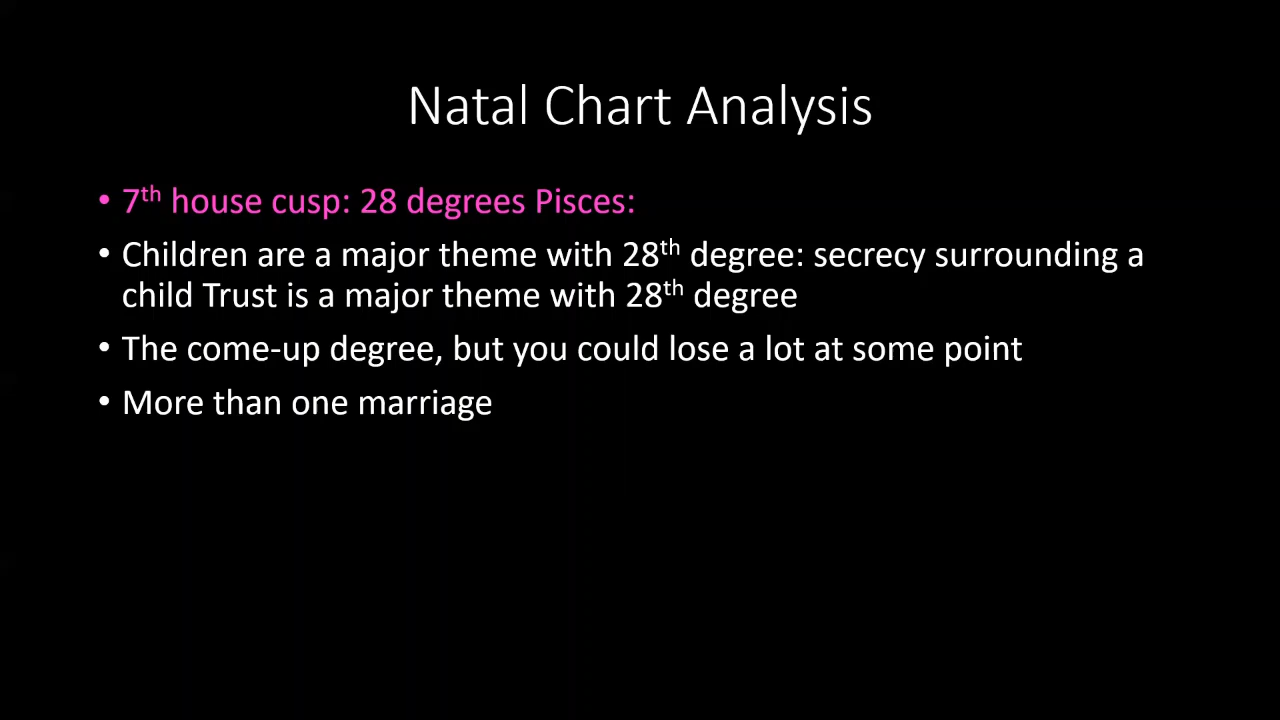 Natal Chart Analysis
• 7th house cusp: 28 degrees Pisces:
• Children are a major theme with 28th degree: secrecy surrounding a
child Trust is a major theme with 28th degree
• The come-up degree, but you could lose a lot at some point
• More than one marriage